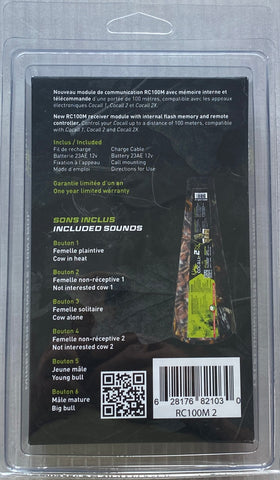 Nouveau module de communication RC100M avec mémoire interne et
télécommande d'une portée de 100 mètres, compatible avec les appeaux
électroniques Cocall 1, Cocall 2 et Cocall 2X.
New RC100M receiver module with internal flash memory and remote
controller. Control your Cocall up to a distance of 100 meters, compatible
with Cocall 1, Cocall 2 and Cocall 2X
Inclus / Included
Fil de recharge Charge Cable
Batterie 23AE 12v Battery 23AE 12v
Fixation à l'appeau Call mounting
Mode d'emploi Directions for Use
Garantie limitée d'un an
One year limited warranty
SONS INCLUS
INCLUDED SOUNDS
Bouton 1
Femelle plaintive
Cow in heat
Bouton 2
Femelle non-réceptive 1
Not interested cow 1
Bouton 3
Femelle solitaire
Cow alone
Bouton 4
Femelle non-réceptive 2
Not interested cow 2
Bouton 5
Jeune mâle
Young bull
Bouton 6
Mâle mature
Big bull
6 28176 82103 0
RC100M 2